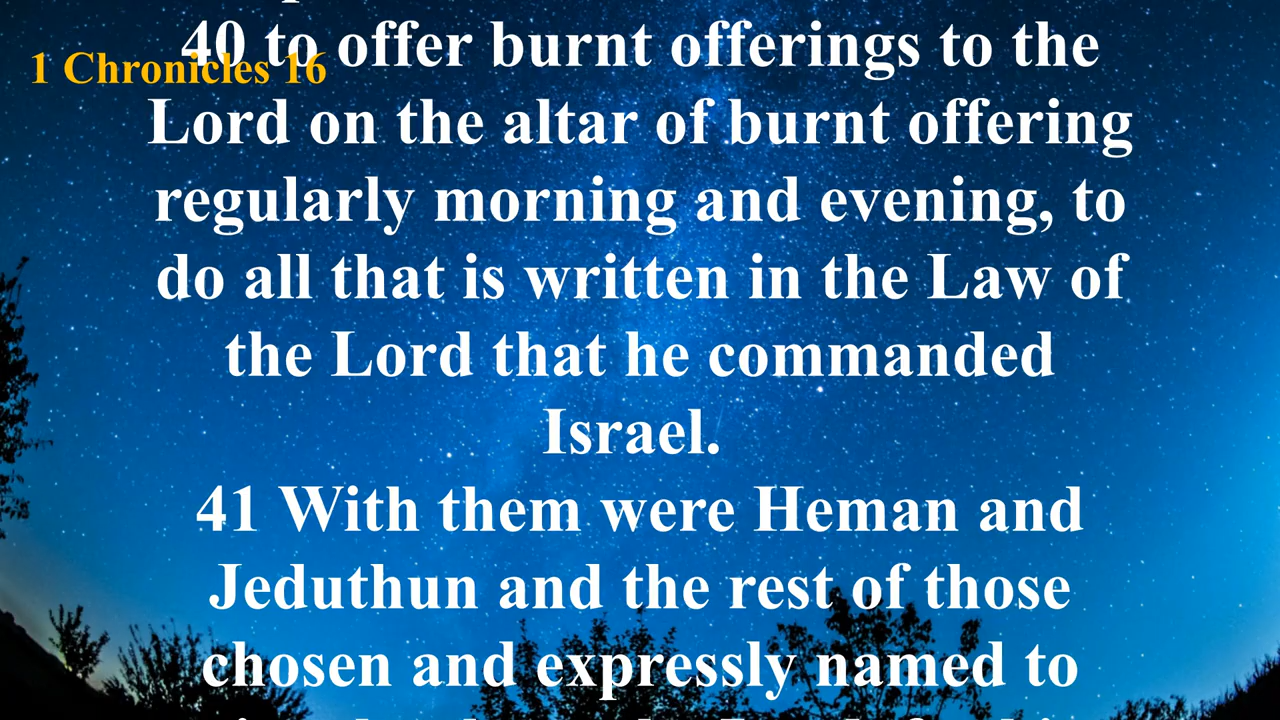 1 Chronicles 16
40 to offer burnt offerings to the
Lord on the altar of burnt offering
regularly morning and evening, to
do all that is written in the Law of
the Lord that he commanded
Israel.
41 With them were Heman and
Jeduthun and the rest of those
chosen and expressly named to